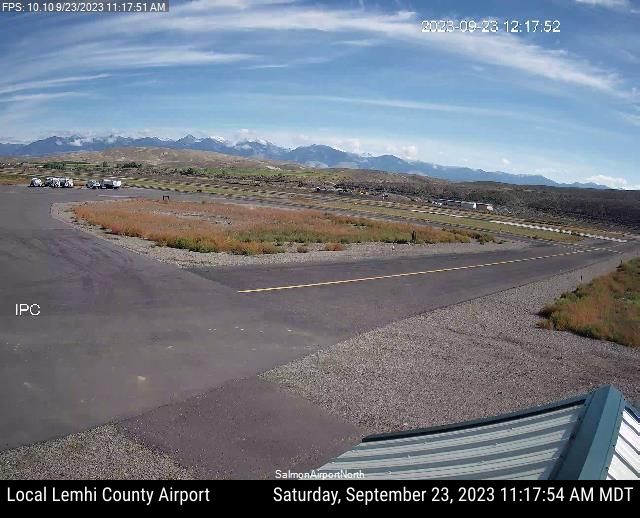 FPS: 10.10 9/23/2023 11:17:51 AM
2023-09-23 12:17:52
IPC
SalmonAirportNorth
Local Lemhi County Airport Saturday, September 23, 2023 11:17:54 AM MDT